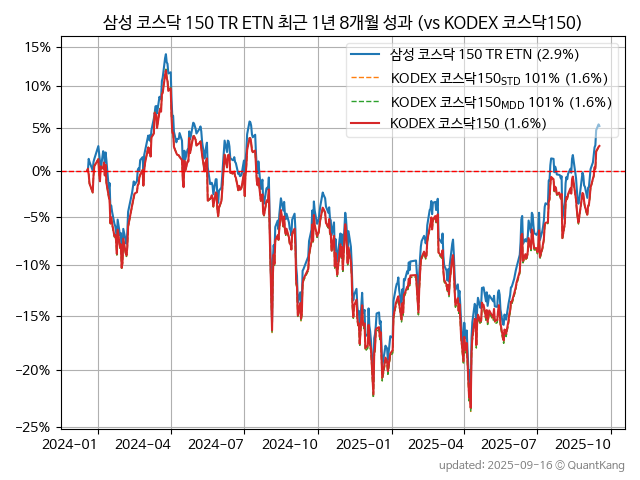 삼성 코스닥 150 TR ETN 최근 1년 8개월 성과 (vs KODEX 코스닥150)
삼성 코스닥 150 TR ETN (2.9%)
KODEX 코스닥150STD 101% (1.6%)
KODEX 코스닥150MDD 101% (1.6%)
KODEX 코스닥150 (1.6%)
15%
10%
5%
0%
−5%
−10%
−15%
−20%
−25%
2024-01 2024-04 2024-07 2024-10 2025-01 2025-04 2025-07 2025-10
updated: 2025-09-16 ⓒ QuantKang